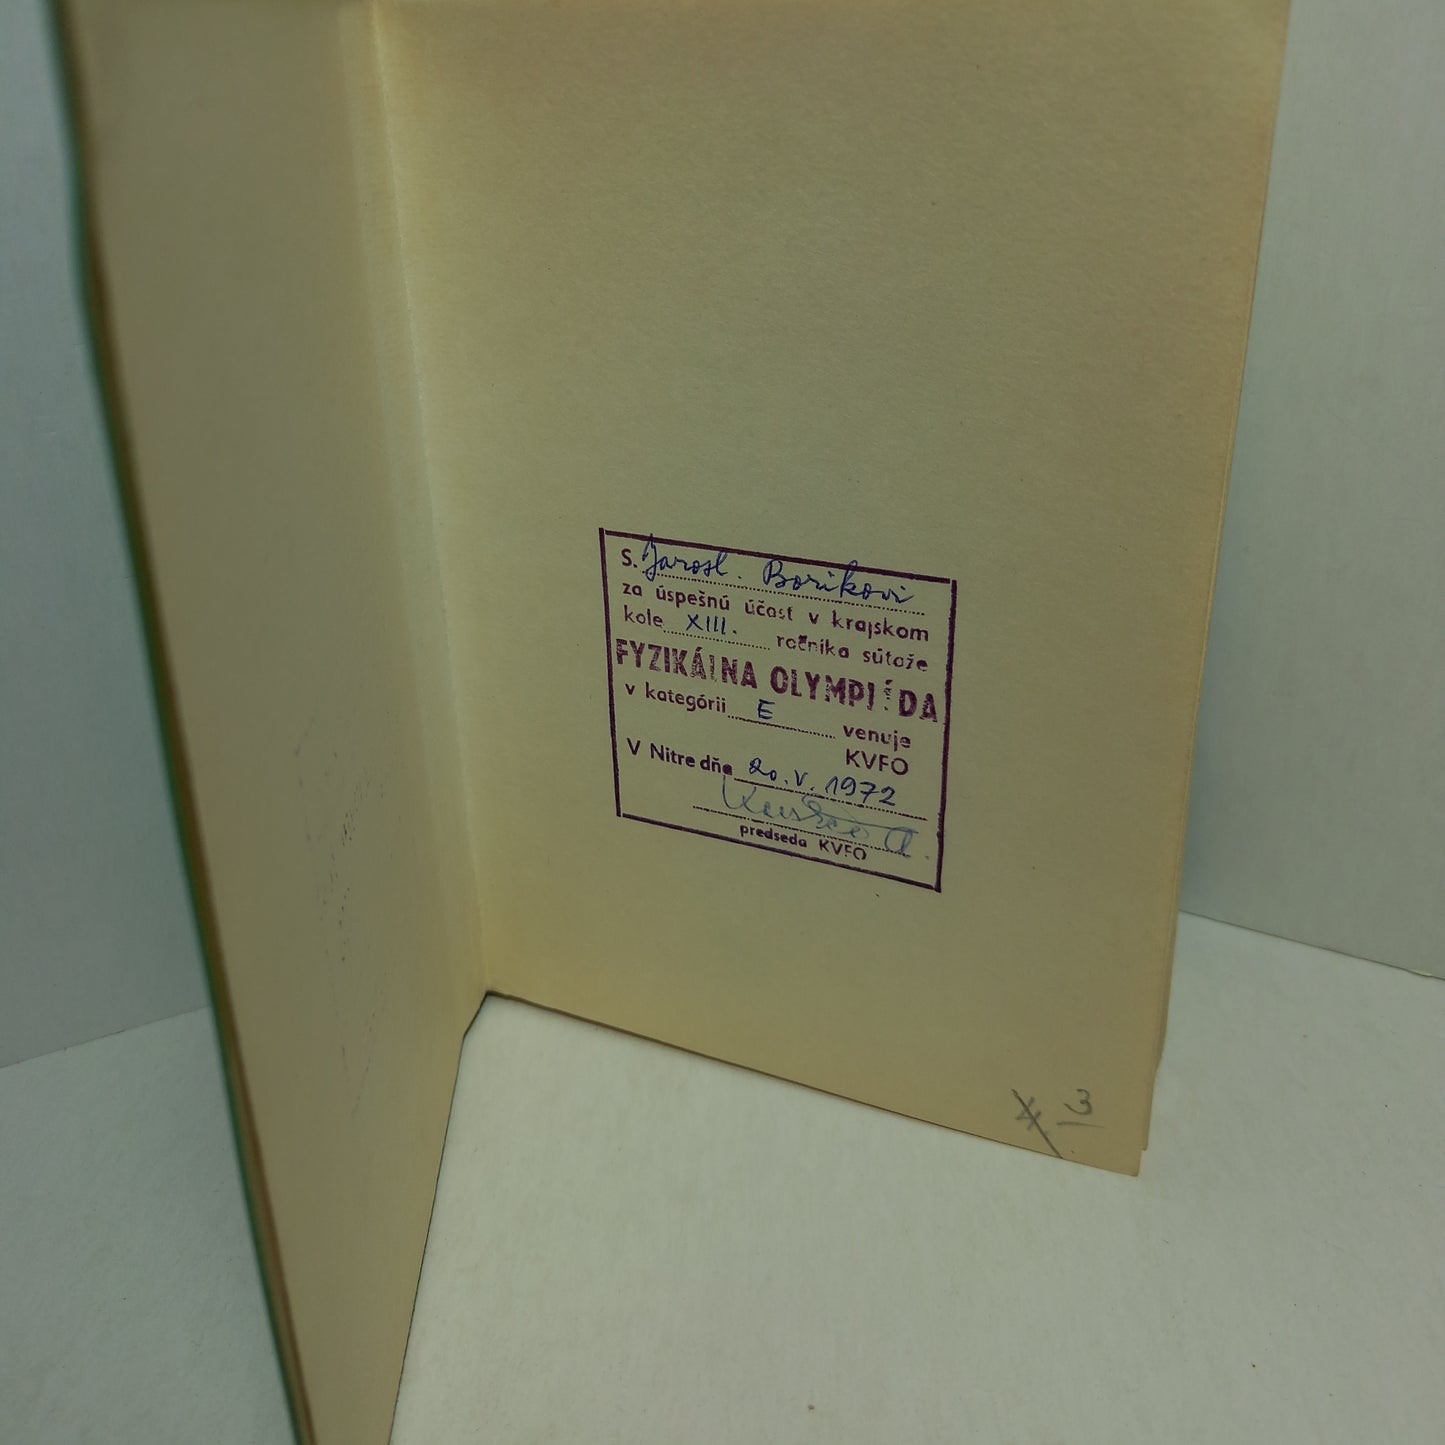 S. Jarosl. Borikovi
za úspešnú účasť v krajskom
kole XIII. ročníka súťaže
FYZIKÁLNA OLYMPIÁDA
v kategórii E venuje
KVFO
V Nitre dňa 20. V. 1972
predseda KVFO
3